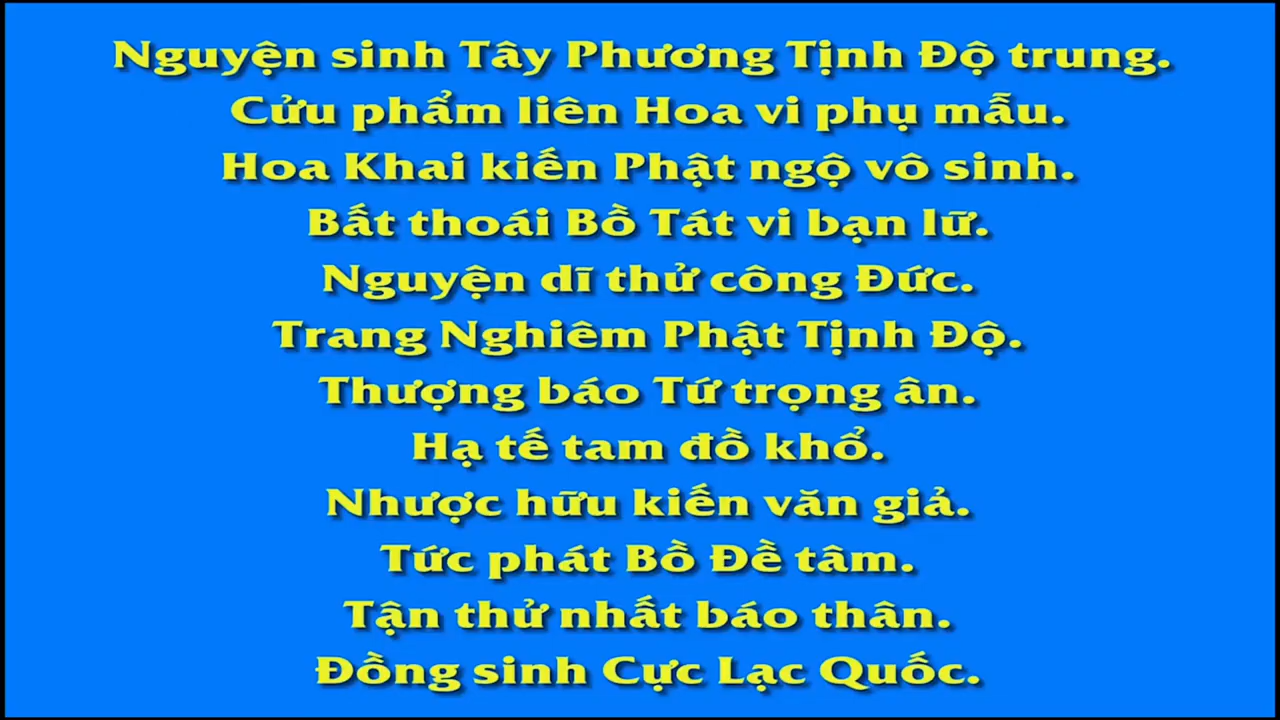 Nguyện sinh Tây Phương Tịnh Độ trung.
Cửu phẩm liên Hoa vi phụ mẫu.
Hoa Khai kiến Phật ngộ vô sinh.
Bất thoái Bồ Tát vi bạn lữ.
Nguyện dĩ thử công Đức.
Trang Nghiêm Phật Tịnh Độ.
Thượng báo Tứ trọng ân.
Hạ tế tam đồ khổ.
Nhược hữu kiến văn giả.
Tức phát Bồ Đề tâm.
Tận thử nhất báo thân.
Đồng sinh Cực Lạc Quốc.